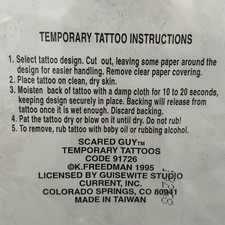 TEMPORARY TATTOO INSTRUCTIONS
1. Select tattoo design. Cut out, leaving some paper around the
design for easier handling. Remove clear paper covering.
2. Place tattoo on clean, dry skin.
3. Moisten back of tattoo with a damp cloth for 10 to 20 seconds,
keeping design securely in place. Backing will release from
tattoo once it is wet enough. Discard backing.
4. Pat the tattoo dry or blow on it until dry. Do not rub!
5. To remove, rub tattoo with baby oil or rubbing alcohol.
SCARED GUY™
TEMPORARY TATTOOS
CODE 91726
©K.FREEDMAN 1995
LICENSED BY GUISEWITE STUDIO
CURRENT, INC.
COLORADO SPRINGS, CO 80941
MADE IN TAIWAN